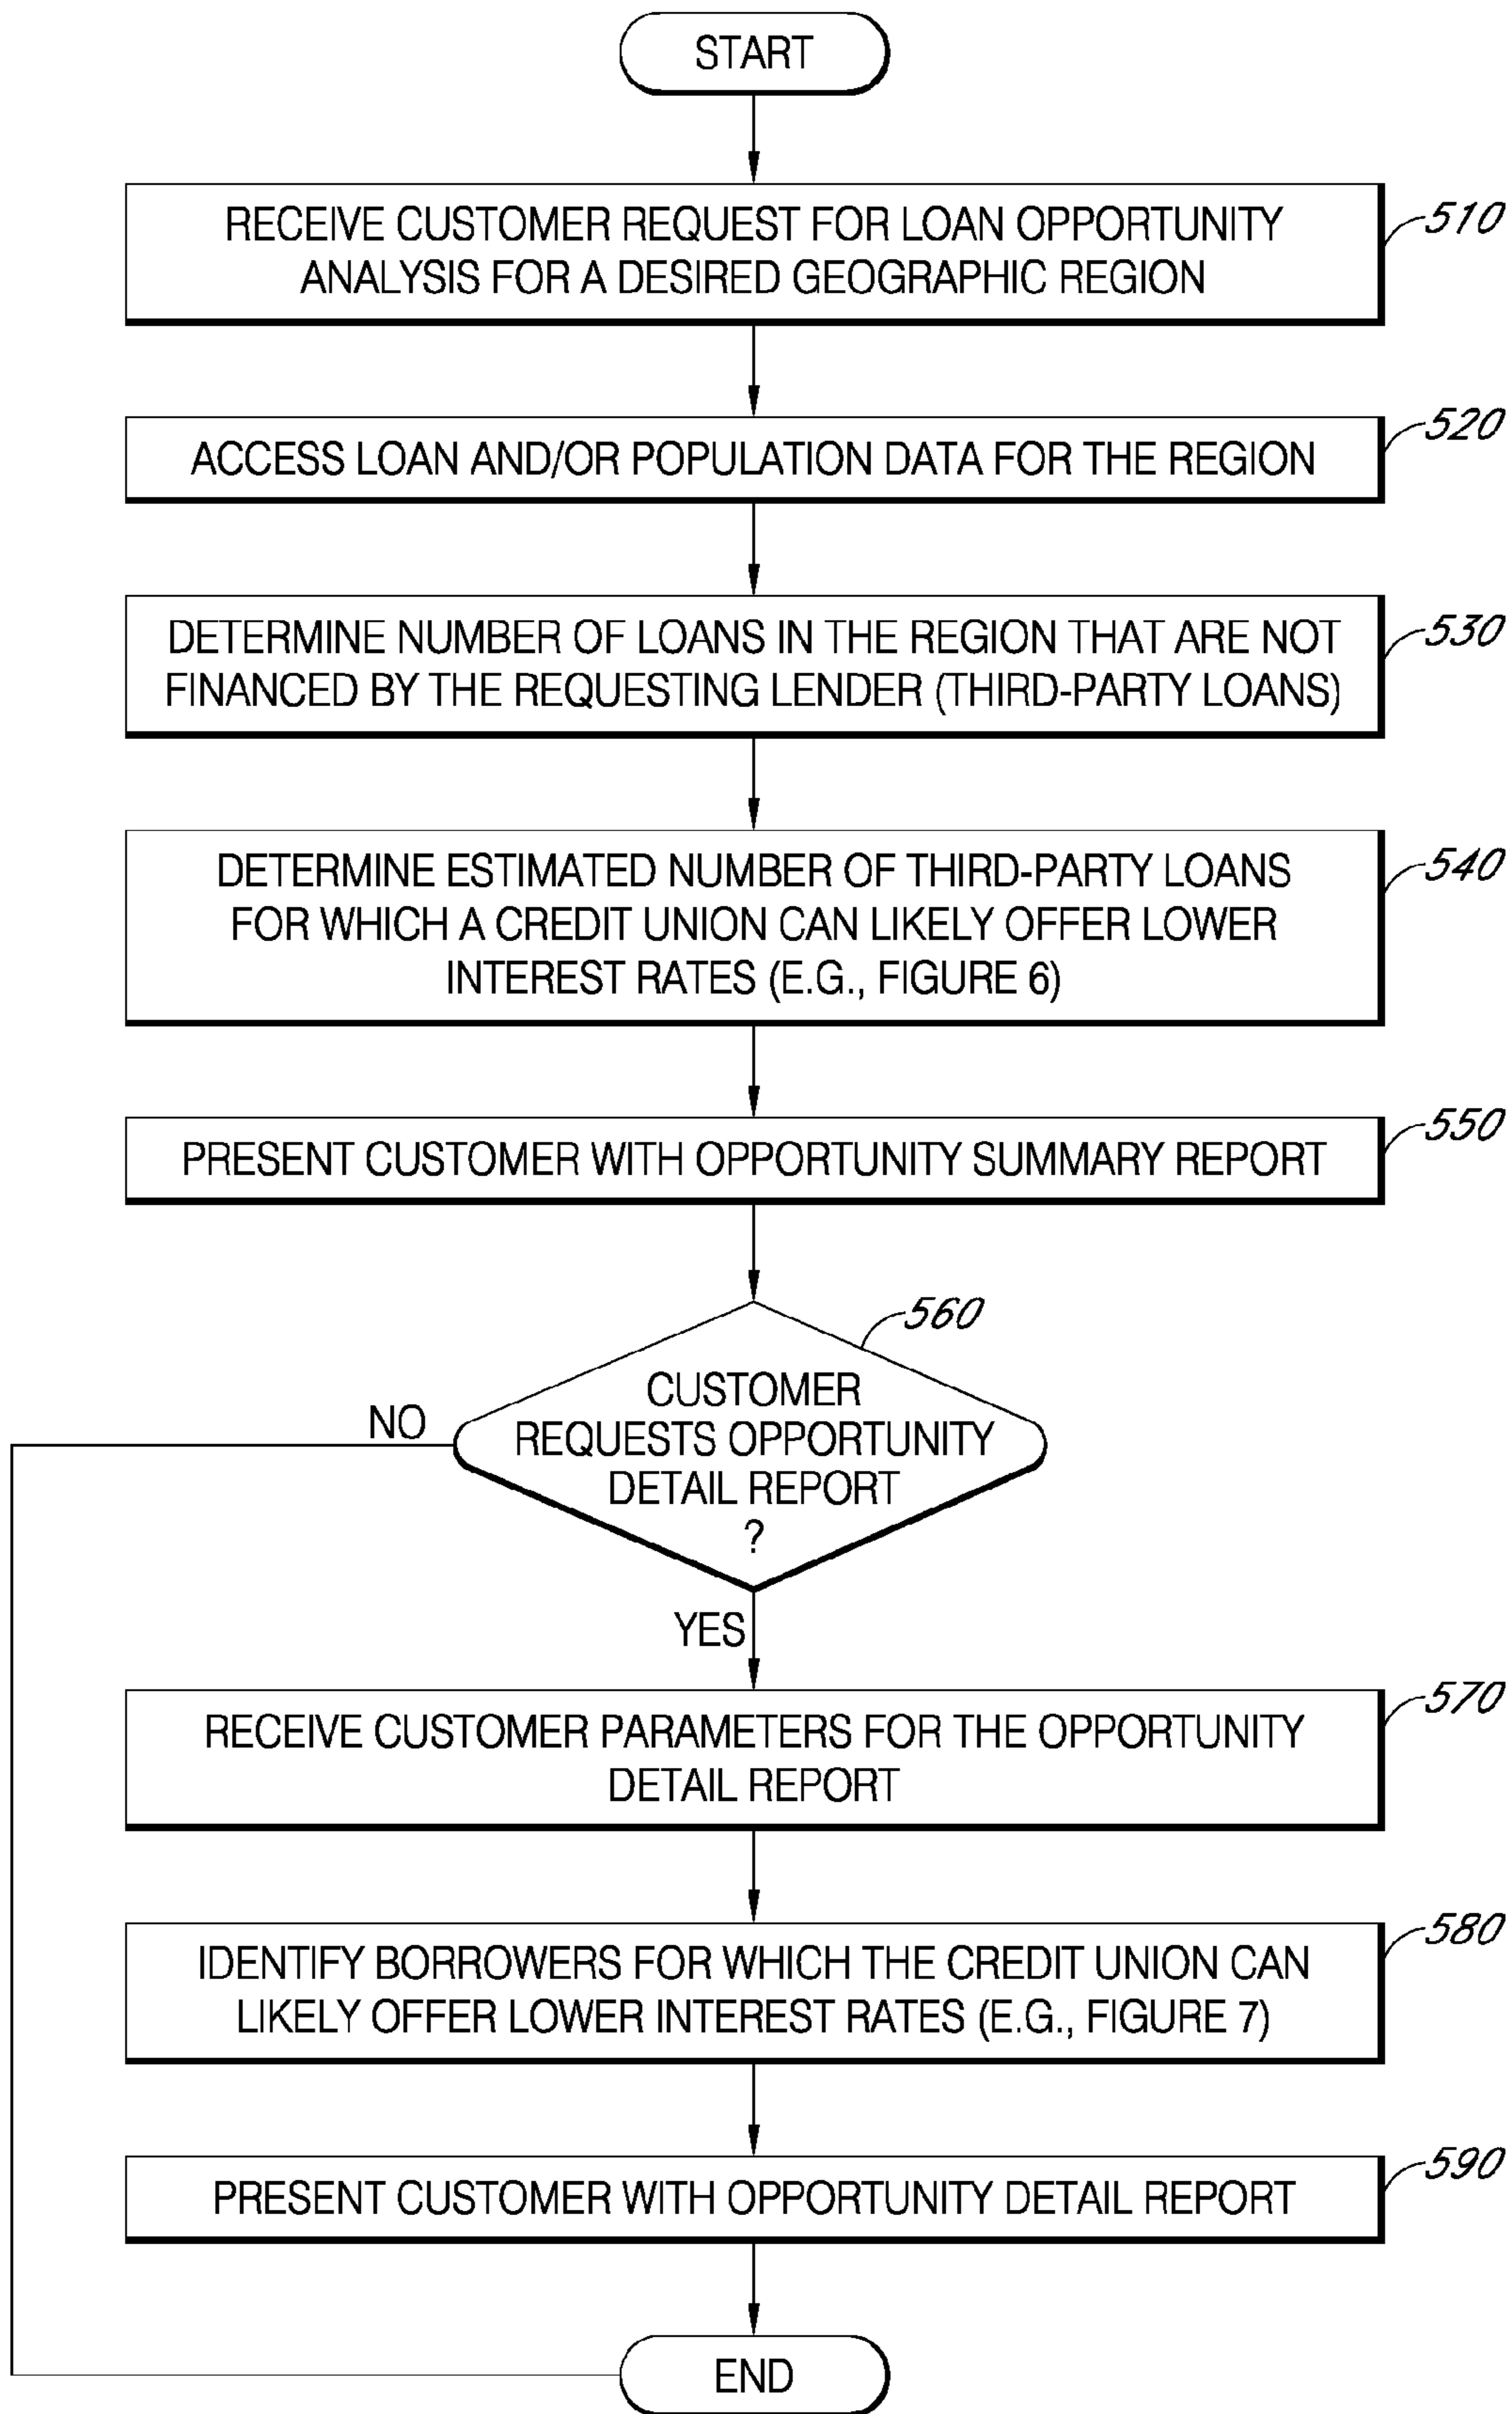 START
RECEIVE CUSTOMER REQUEST FOR LOAN OPPORTUNITY
ANALYSIS FOR A DESIRED GEOGRAPHIC REGION
510
ACCESS LOAN AND/OR POPULATION DATA FOR THE REGION
520
DETERMINE NUMBER OF LOANS IN THE REGION THAT ARE NOT
FINANCED BY THE REQUESTING LENDER (THIRD-PARTY LOANS)
530
DETERMINE ESTIMATED NUMBER OF THIRD-PARTY LOANS
FOR WHICH A CREDIT UNION CAN LIKELY OFFER LOWER
INTEREST RATES (E.G., FIGURE 6)
540
PRESENT CUSTOMER WITH OPPORTUNITY SUMMARY REPORT
550
560
CUSTOMER
REQUESTS OPPORTUNITY
DETAIL REPORT
?
NO
YES
RECEIVE CUSTOMER PARAMETERS FOR THE OPPORTUNITY
DETAIL REPORT
570
IDENTIFY BORROWERS FOR WHICH THE CREDIT UNION CAN
LIKELY OFFER LOWER INTEREST RATES (E.G., FIGURE 7)
580
PRESENT CUSTOMER WITH OPPORTUNITY DETAIL REPORT
590
END